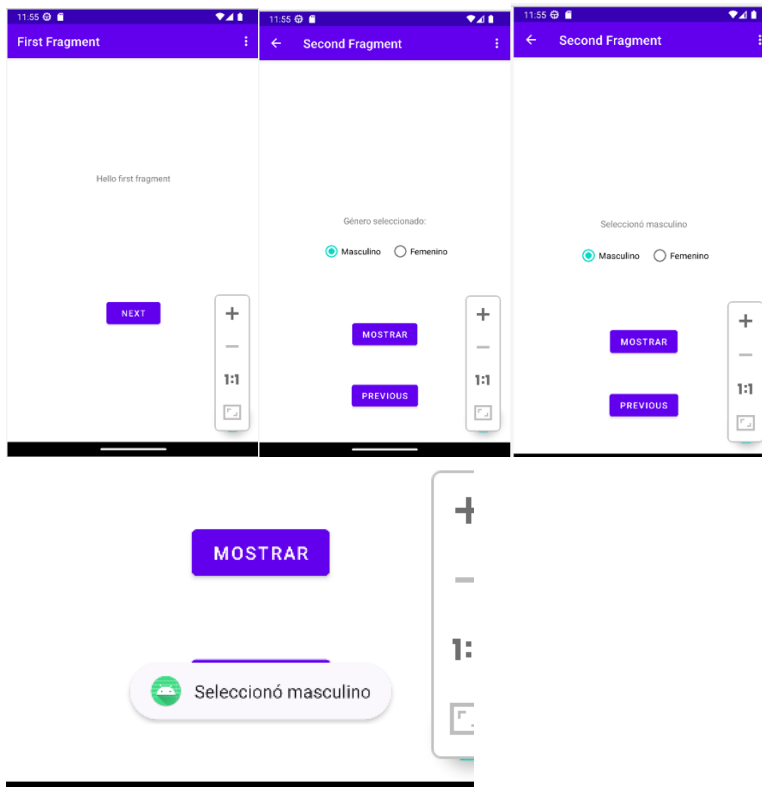 11:55
First Fragment
Hello first fragment
NEXT
1:1
11:55
Second Fragment
Género seleccionado:
Masculino Femenino
MOSTRAR
1:1
PREVIOUS
11:55
Second Fragment
Seleccionó masculino
Masculino Femenino
MOSTRAR
1:1
PREVIOUS
MOSTRAR
1:
Seleccionó masculino